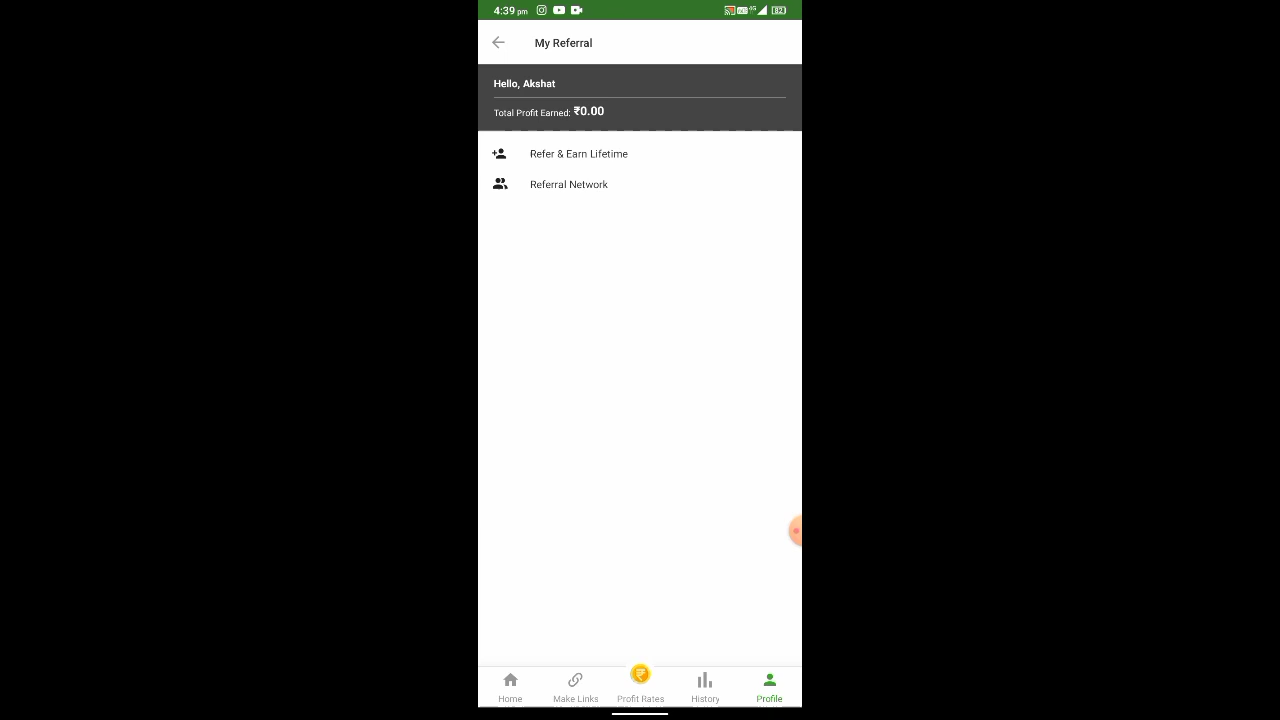 4:39 pm
82
My Referral
Hello, Akshat
Total Profit Earned: ₹0.00
Refer & Earn Lifetime
Referral Network
Home Make Links Profit Rates History Profile